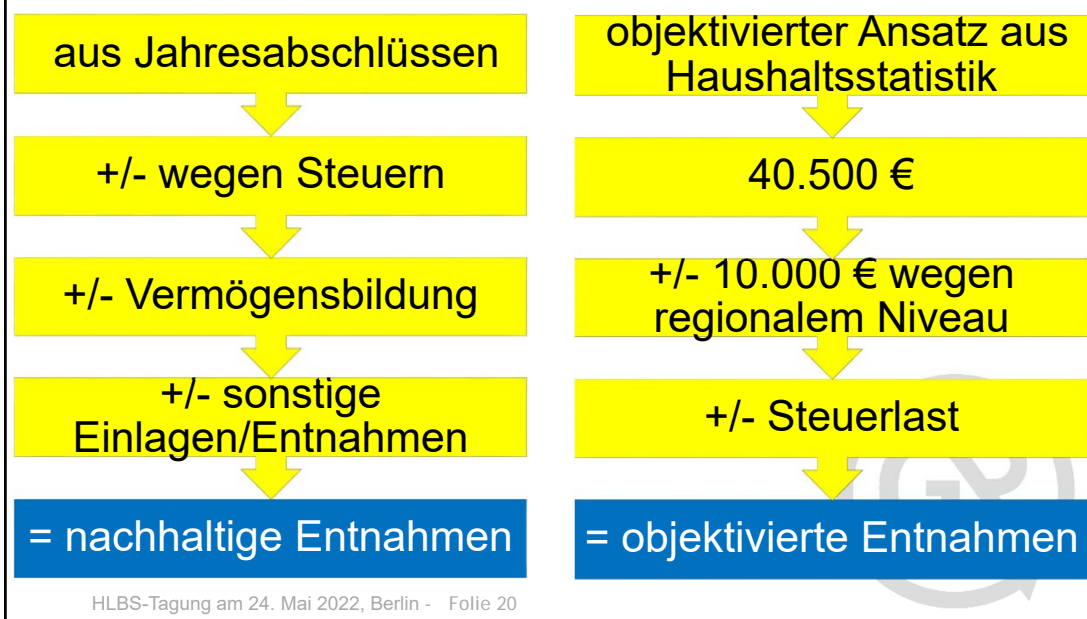 aus Jahresabschlüssen
+/- wegen Steuern
+/- Vermögensbildung
+/- sonstige
Einlagen/Entnahmen
= nachhaltige Entnahmen
objektivierter Ansatz aus
Haushaltsstatistik
40.500 €
+/- 10.000 € wegen
regionalem Niveau
+/- Steuerlast
= objektivierte Entnahmen
HLBS-Tagung am 24. Mai 2022, Berlin - Folie 20